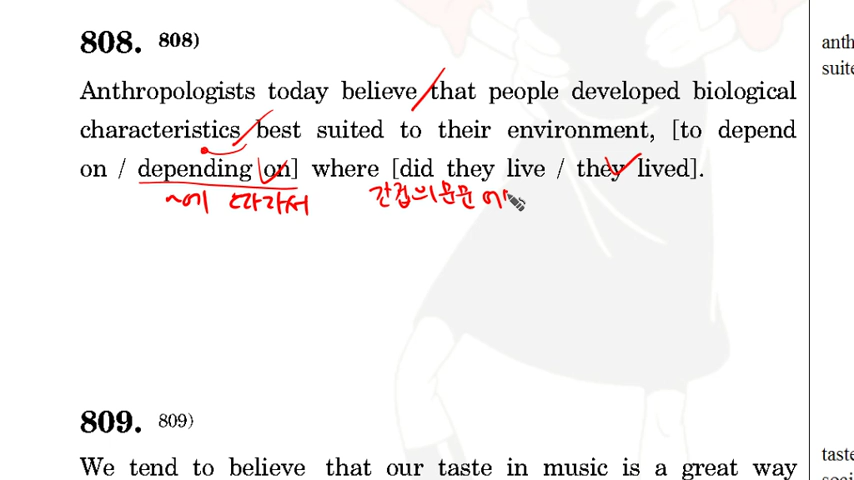 808. 808)
anth
Anthropologists today believe that people developed biological
suite
characteristics best suited to their environment, [to depend
on / depending on] where [did they live / they lived].
~에 따라서 간접의문문 어
809. 809)
taste
We tend to believe that our taste in music is a great way